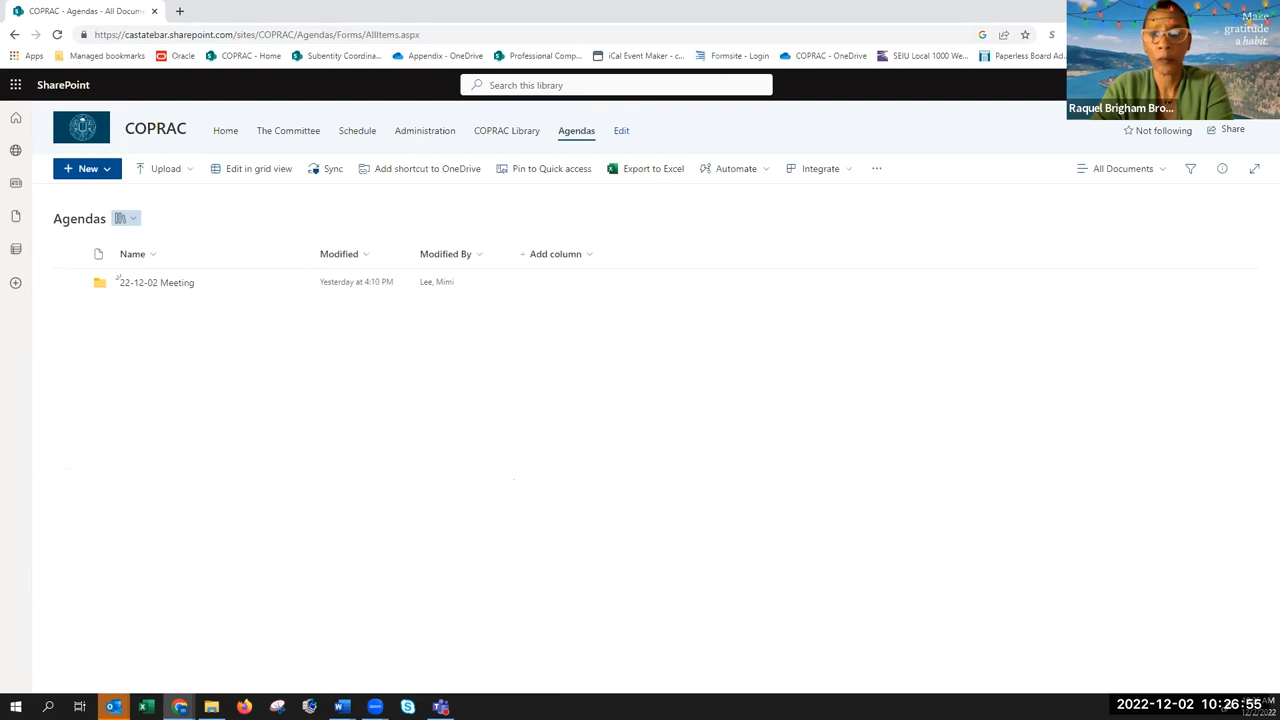 COPRAC - Agendas - All Docum
https://castatebar.sharepoint.com/sites/COPRAC/Agendas/Forms/AllItems.aspx
Apps Managed bookmarks Oracle COPRAC - Home Subentity Coordina... Appendix - OneDrive Professional Comp... iCal Event Maker - c... Formsite - Login COPRAC - OneDrive SEIU Local 1000 We... Paperless Board Ad...
Make
gratitude
a habit.
Raquel Brigham Bro...
SharePoint
Search this library
COPRAC Home The Committee Schedule Administration COPRAC Library Agendas Edit
Not following Share
New Upload Edit in grid view Sync Add shortcut to OneDrive Pin to Quick access Export to Excel Automate Integrate All Documents
Agendas
Name Modified Modified By Add column
22-12-02 Meeting Yesterday at 4:10 PM Lee, Mimi
2022-12-02 10:26:55